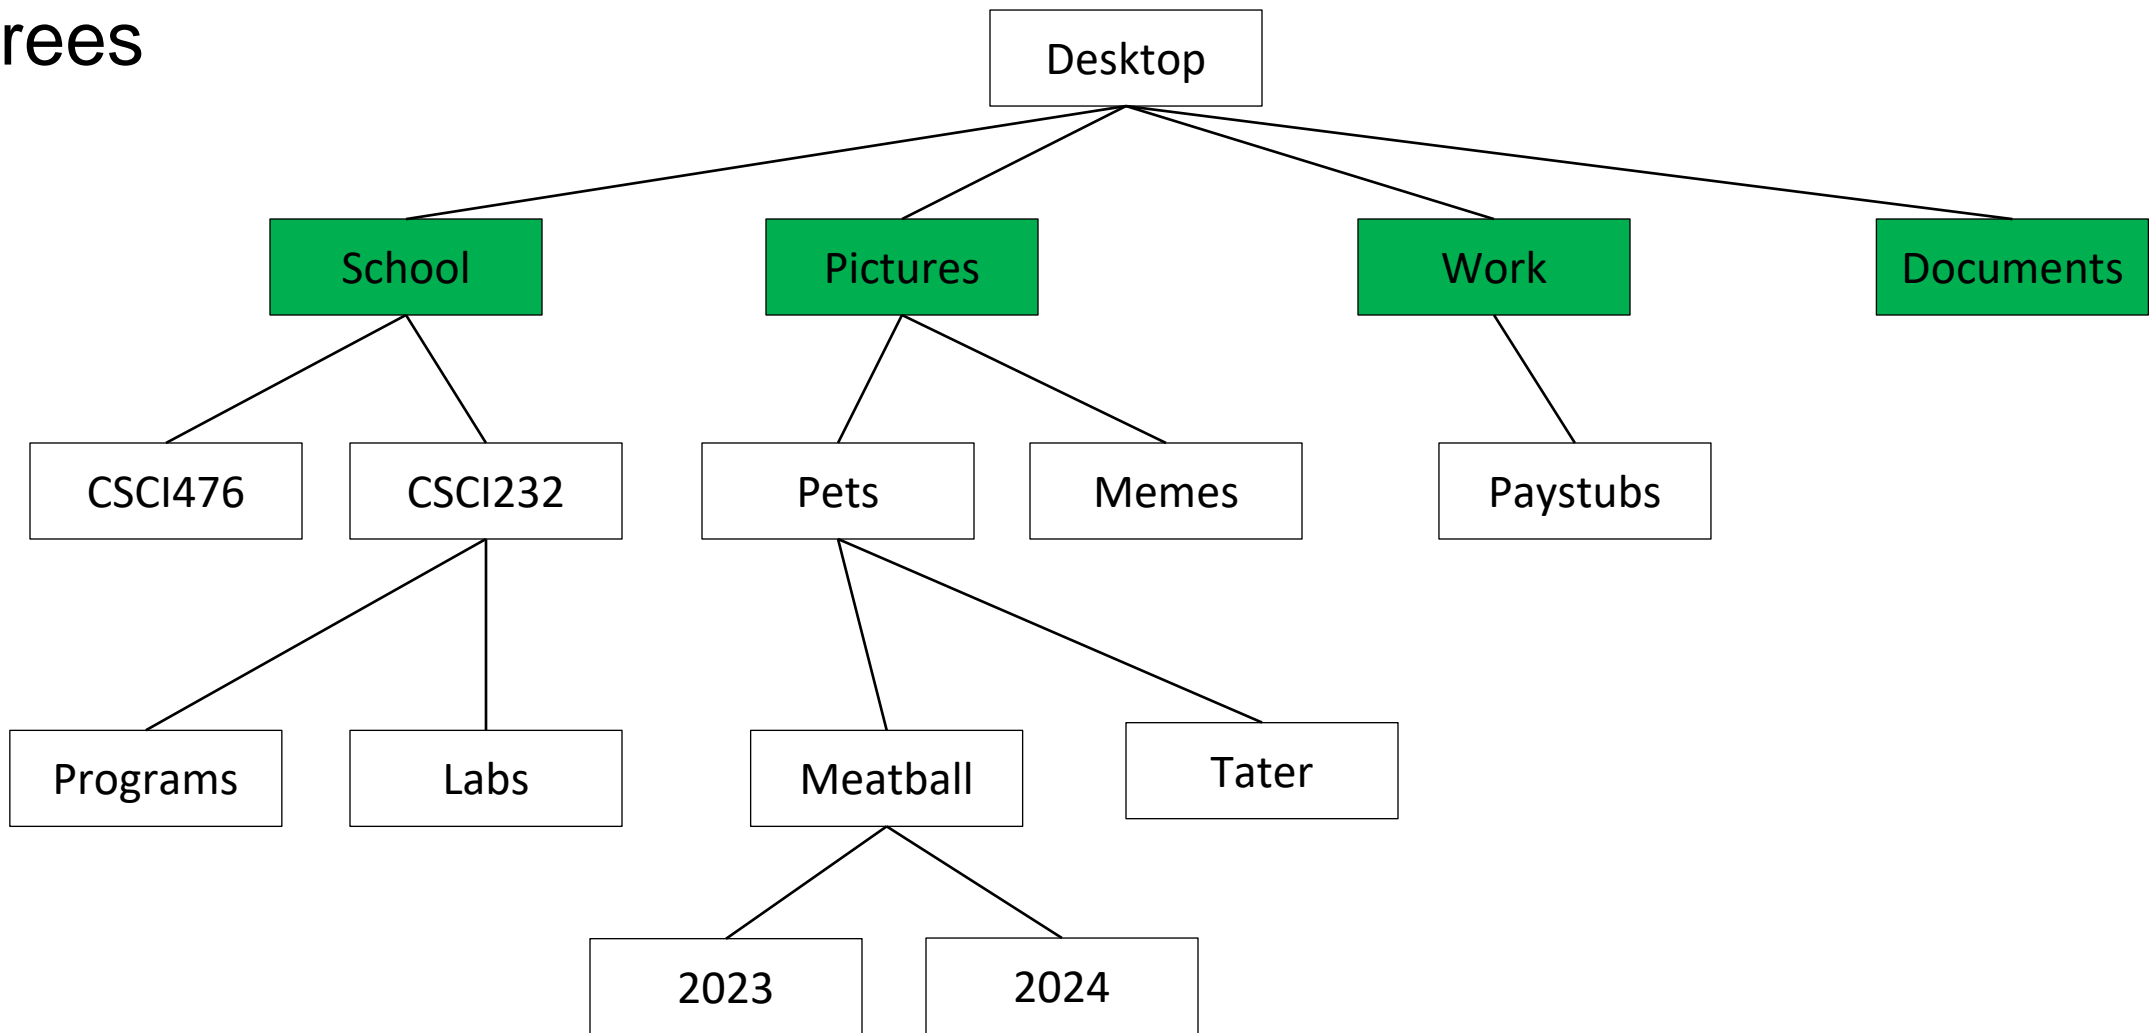 rees
Desktop
School
Pictures
Work
Documents
CSCI476
CSCI232
Pets
Memes
Paystubs
Programs
Labs
Meatball
Tater
2023
2024